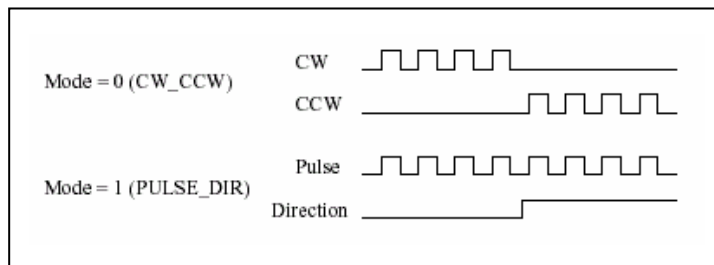 Mode = 0 (CW_CCW)
CW
CCW
Mode = 1 (PULSE_DIR)
Pulse
Direction